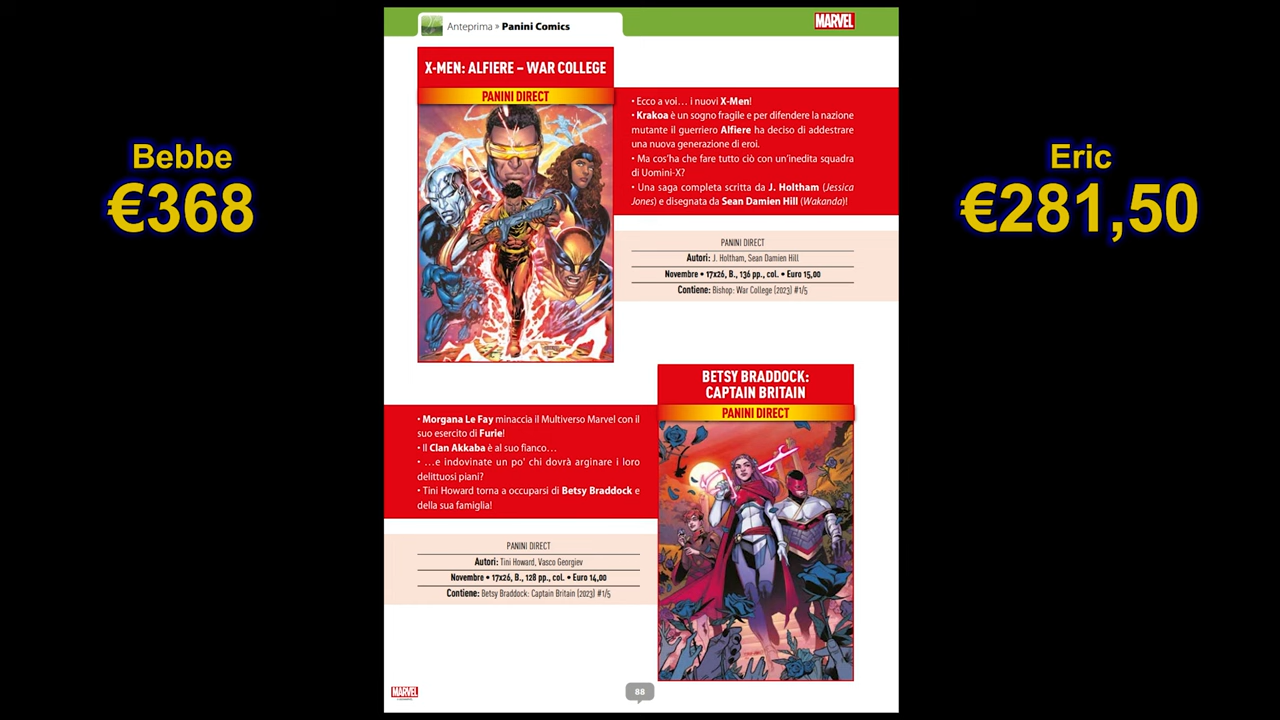 Anteprima » Panini Comics
MARVEL
Bebbe
€368
Eric
€281,50
X-MEN: ALFIERE – WAR COLLEGE
PANINI DIRECT
• Ecco a voi… i nuovi X-Men!
• Krakoa è un sogno fragile e per difendere la nazione
mutante il guerriero Alfiere ha deciso di addestrare
una nuova generazione di eroi.
• Ma cos'ha che fare tutto ciò con un'inedita squadra
di Uomini-X?
• Una saga completa scritta da J. Holtham (Jessica
Jones) e disegnata da Sean Damien Hill (Wakanda)!
PANINI DIRECT
Autori: J. Holtham, Sean Damien Hill
Novembre • 17x26, B., 136 pp., col. • Euro 15,00
Contiene: Bishop: War College (2023) #1/5
BETSY BRADDOCK:
CAPTAIN BRITAIN
PANINI DIRECT
• Morgana Le Fay minaccia il Multiverso Marvel con il
suo esercito di Furie!
• Il Clan Akkaba è al suo fianco…
• …e indovinate un po' chi dovrà arginare i loro
delittuosi piani?
• Tini Howard torna a occuparsi di Betsy Braddock e
della sua famiglia!
PANINI DIRECT
Autori: Tini Howard, Vasco Georgiev
Novembre • 17x26, B., 128 pp., col. • Euro 14,00
Contiene: Betsy Braddock: Captain Britain (2023) #1/5
MARVEL
88